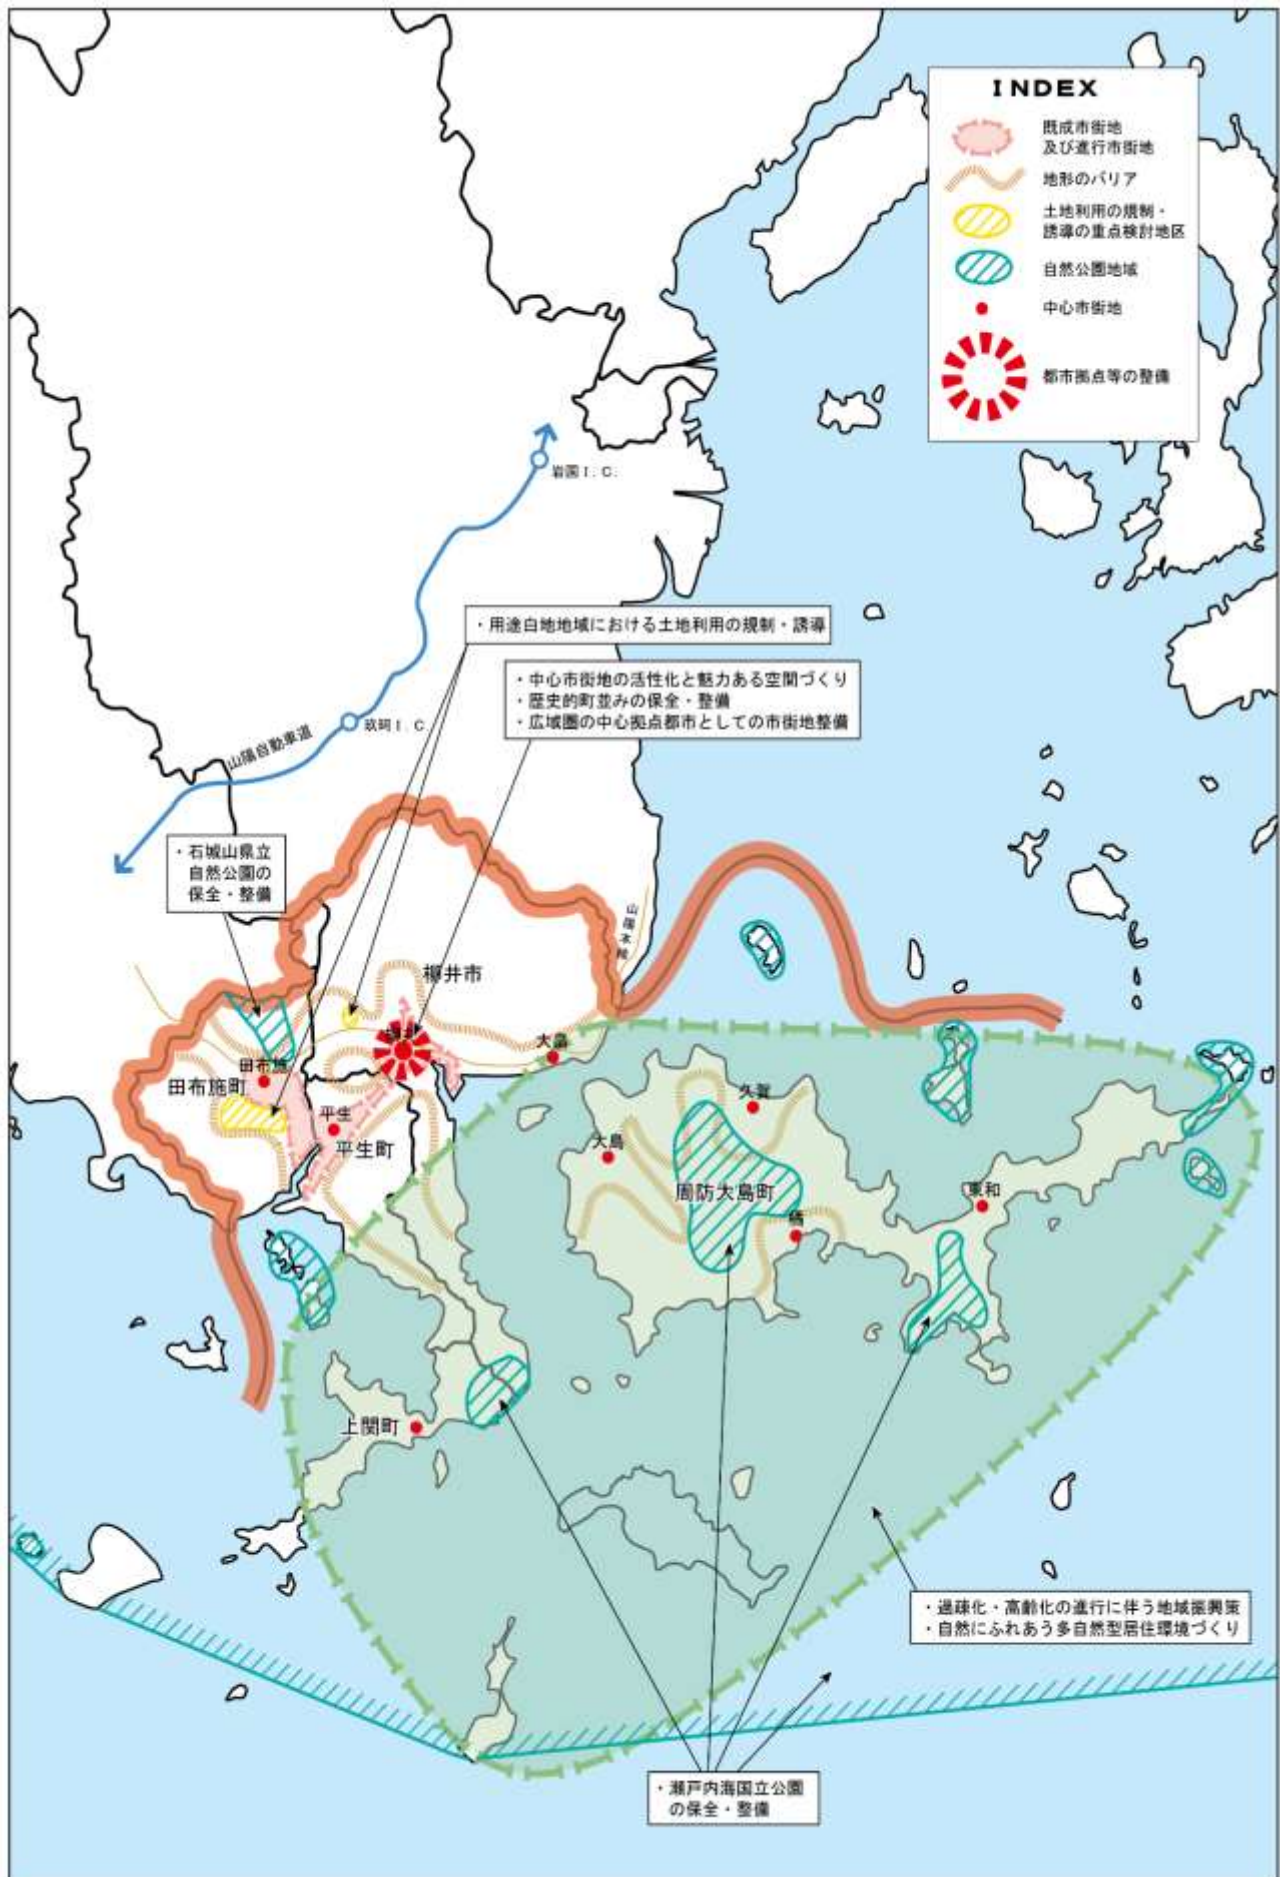 INDEX
既成市街地
及び進行市街地
地形のバリア
土地利用の規制・
誘導の重点検討地区
自然公園地域
中心市街地
都市拠点等の整備
岩国I.C.
・用途白地地域における土地利用の規制・誘導
・中心市街地の活性化と魅力ある空間づくり
・歴史的町並みの保全・整備
・広域圏の中心拠点都市としての市街地整備
玖珂I.C.
山陽自動車道
・石城山県立
自然公園の
保全・整備
山陽本線
柳井市
大畠
田布施
田布施町
平生
平生町
久賀
大島
周防大島町
橘
東和
上関町
・過疎化・高齢化の進行に伴う地域振興策
・自然にふれあう多自然型居住環境づくり
・瀬戸内海国立公園
の保全・整備